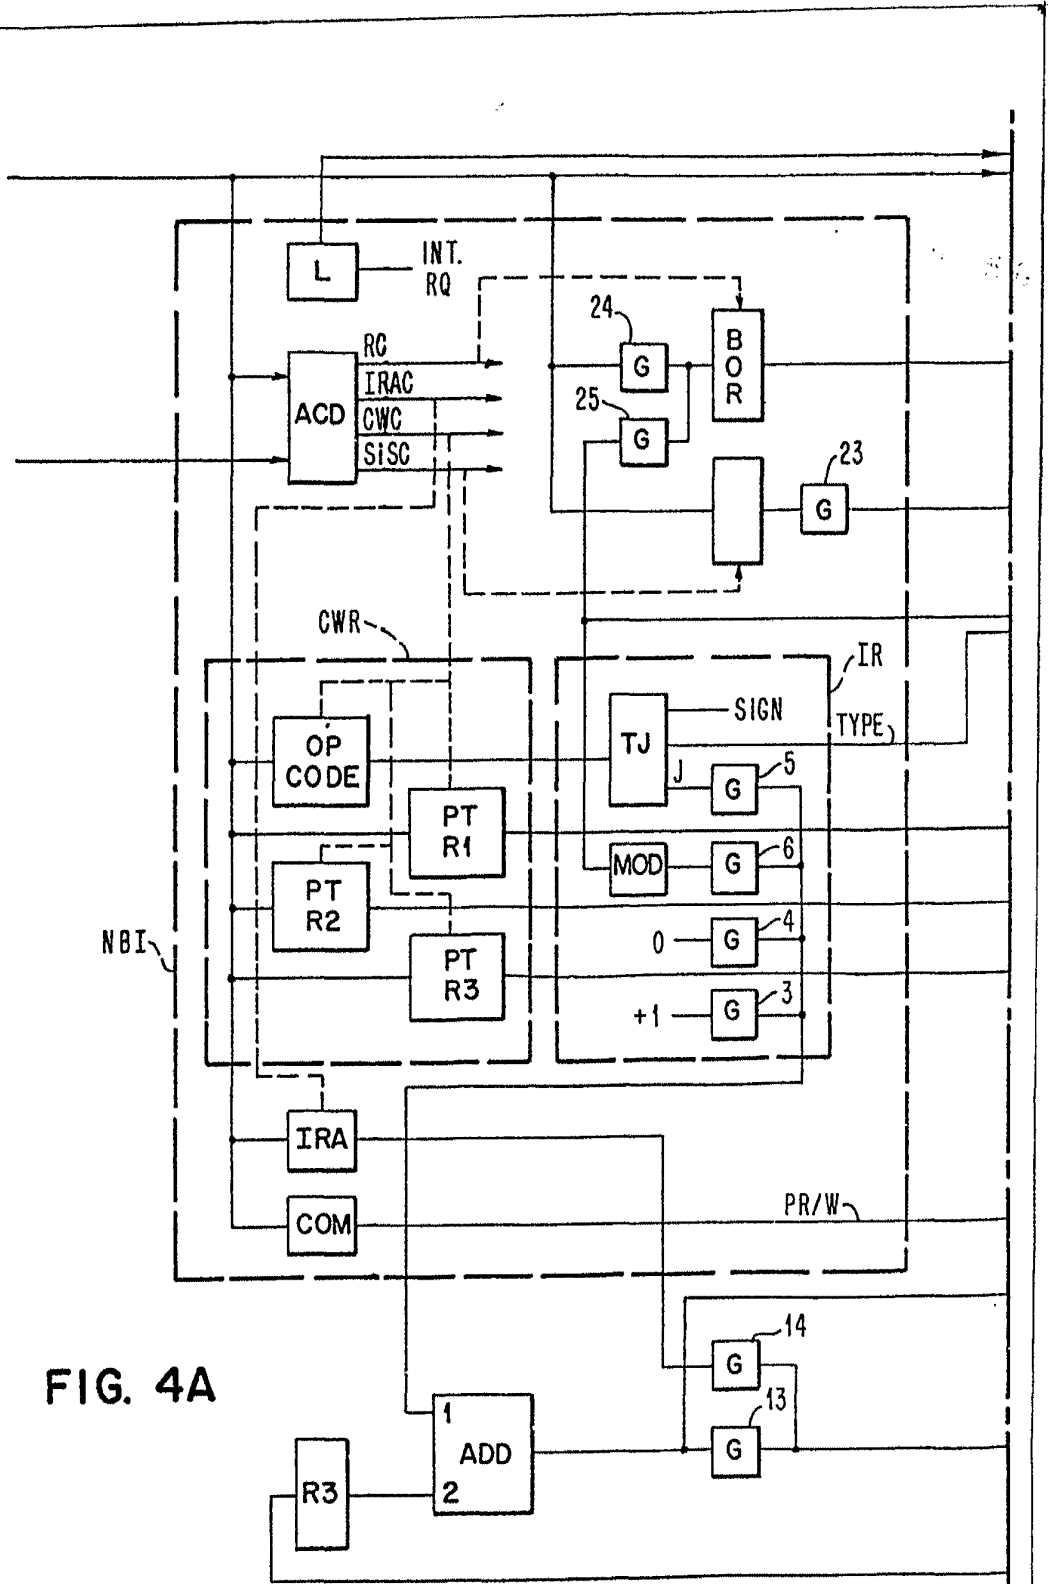 INT.
RQ
L
24
RC
B
O
R
G
IRAC
ACD
25
CWC
G
SISC
23
G
CWR
IR
SIGN
OP
CODE
TJ
TYPE
J
5
G
PT
R1
6
MOD
G
PT
R2
4
0
G
NBI
PT
R3
3
+1
G
IRA
COM
PR/W
14
G
FIG. 4A
13
1
ADD
G
R3
2